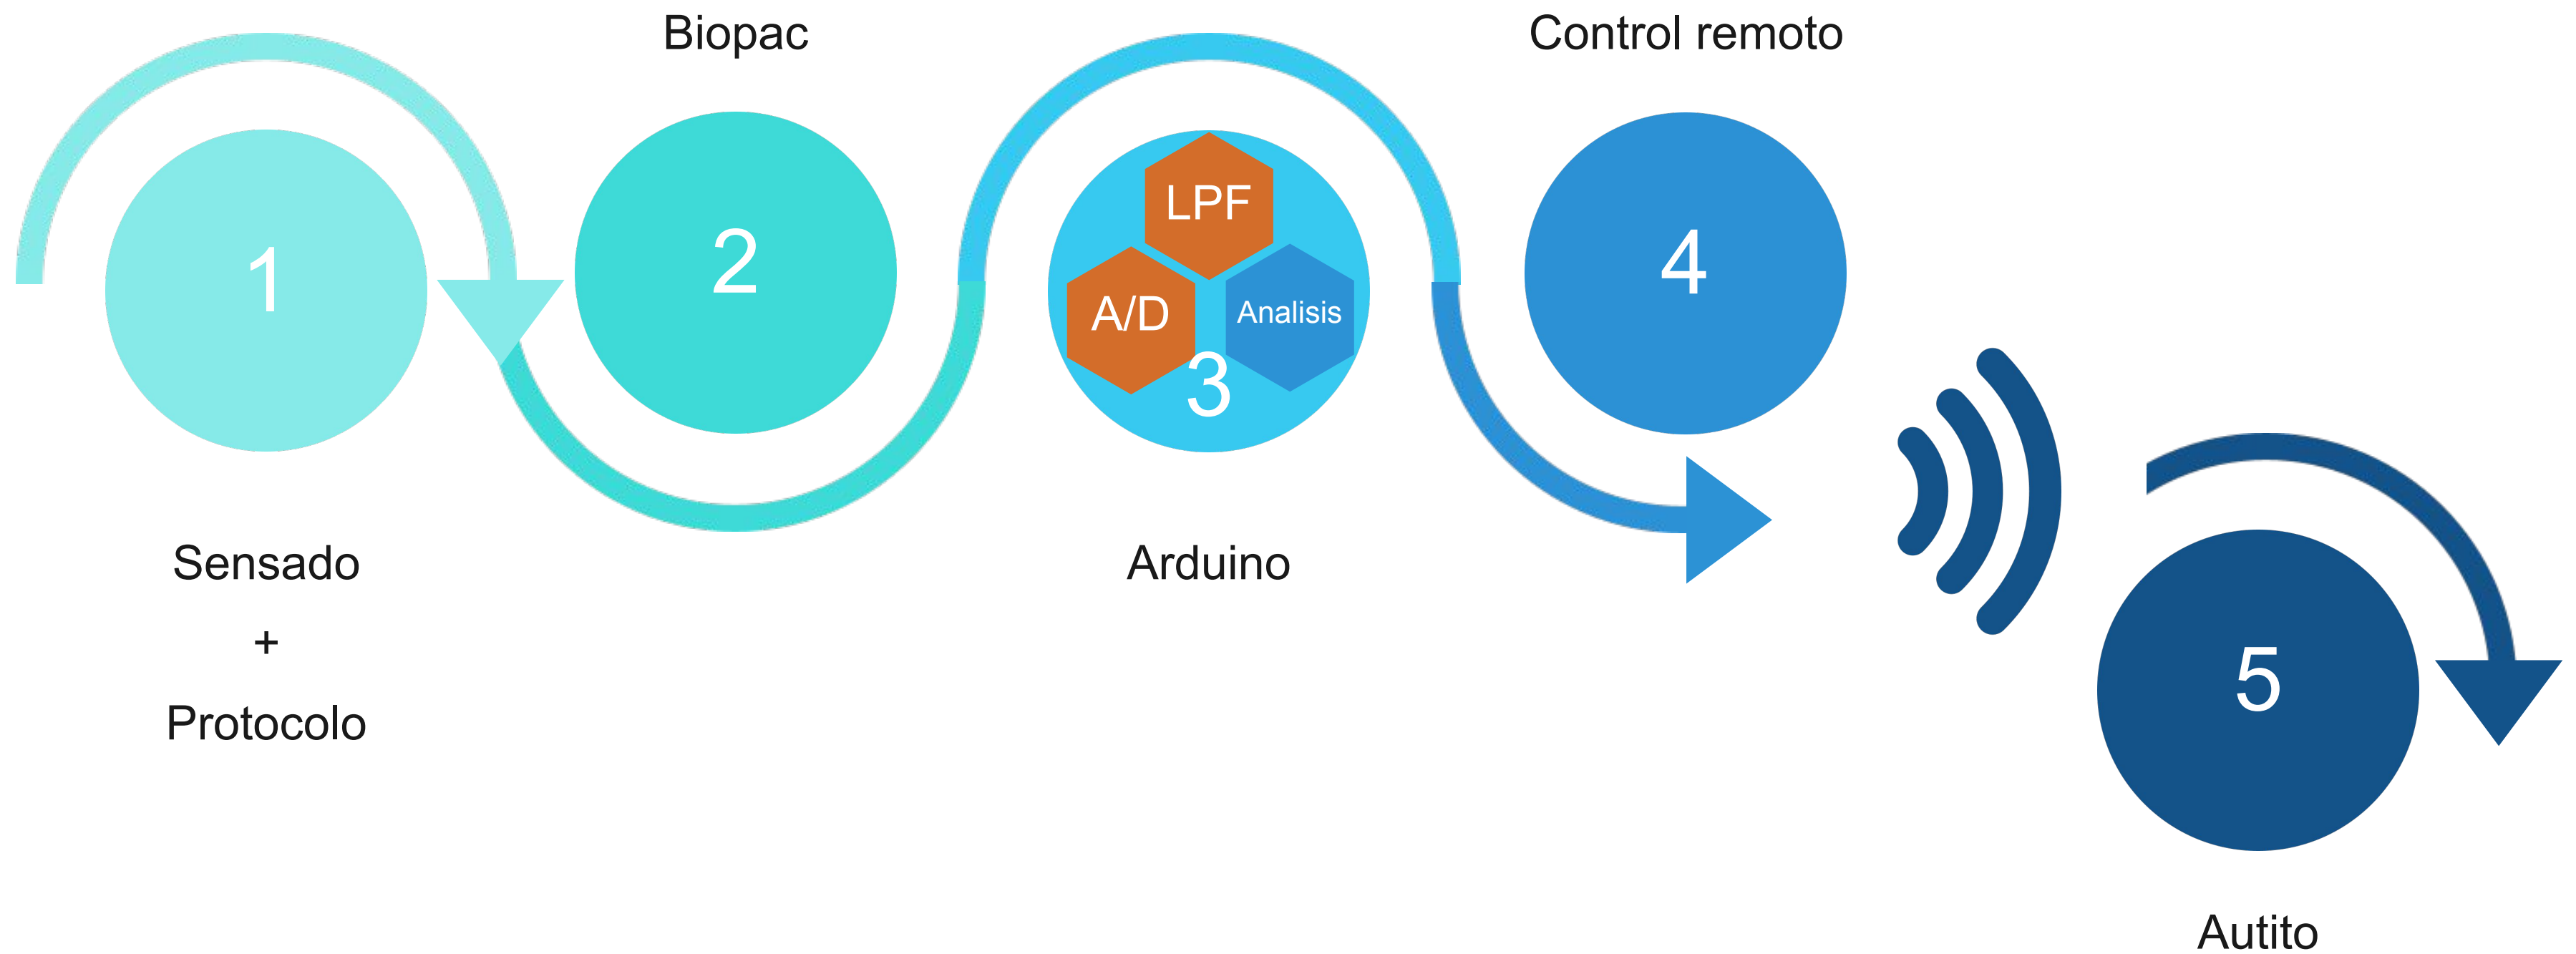 1
Sensado
+
Protocolo
Biopac
2
LPF
A/D
Analisis
3
Arduino
Control remoto
4
5
Autito